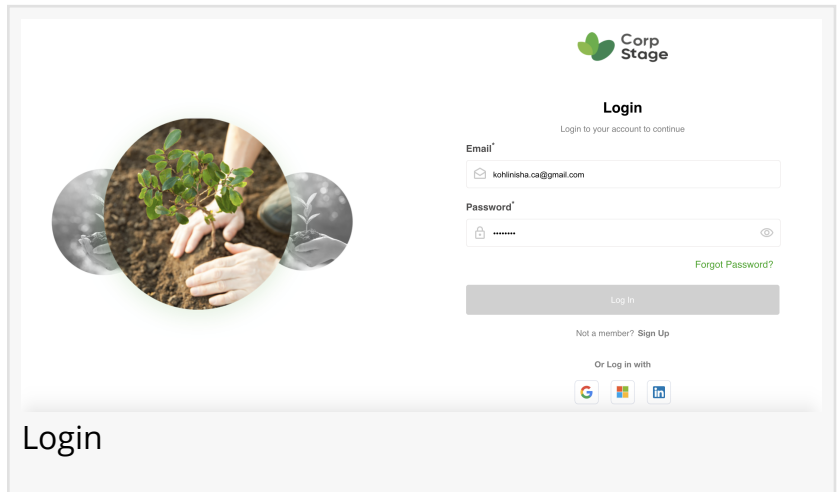 Corp
Stage
Login
Login to your account to continue
Email*
kohlinisha.ca@gmail.com
Password*
••••••••
Forgot Password?
Log In
Not a member? Sign Up
Or Log in with
G
in
Login